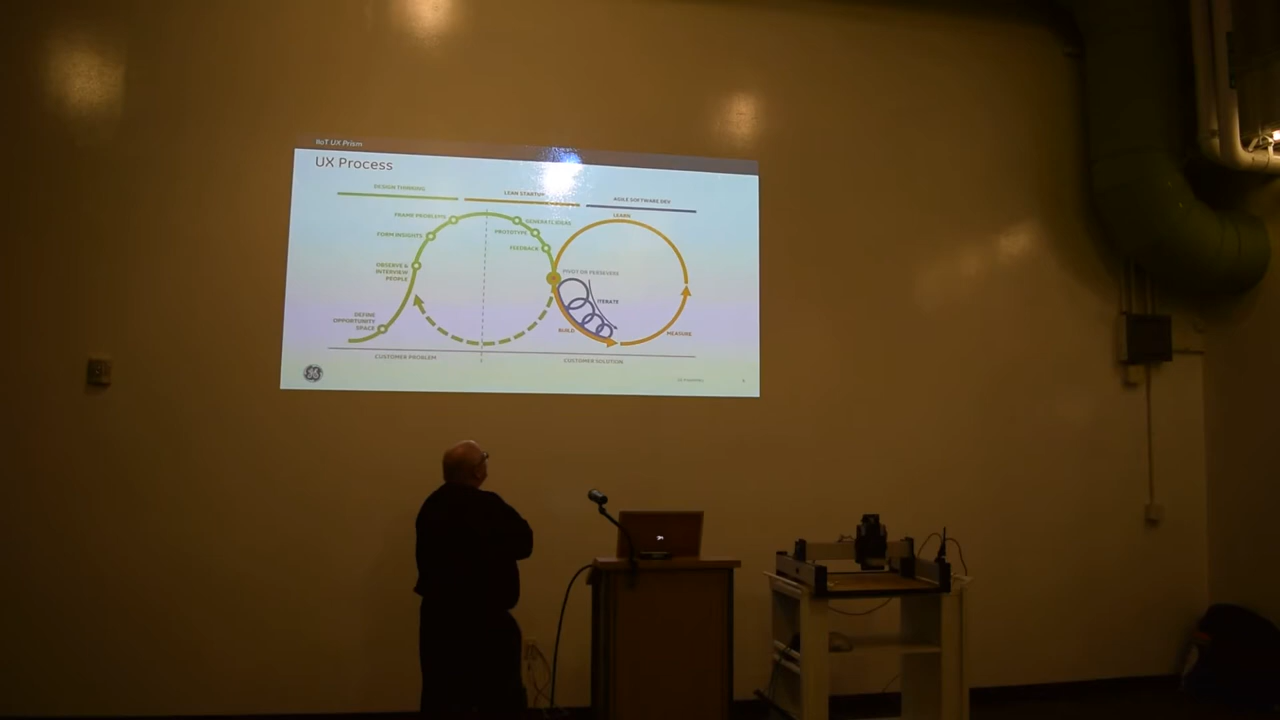 IIoT UX Prism
UX Process
DESIGN THINKING
LEAN STARTUP
AGILE SOFTWARE DEV
LEARN
FRAME PROBLEMS
GENERATE IDEAS
FORM INSIGHTS
PROTOTYPE
FEEDBACK
OBSERVE &
INTERVIEW
PEOPLE
PIVOT OR PERSEVERE
ITERATE
DEFINE
OPPORTUNITY
SPACE
BUILD
MEASURE
CUSTOMER PROBLEM
CUSTOMER SOLUTION